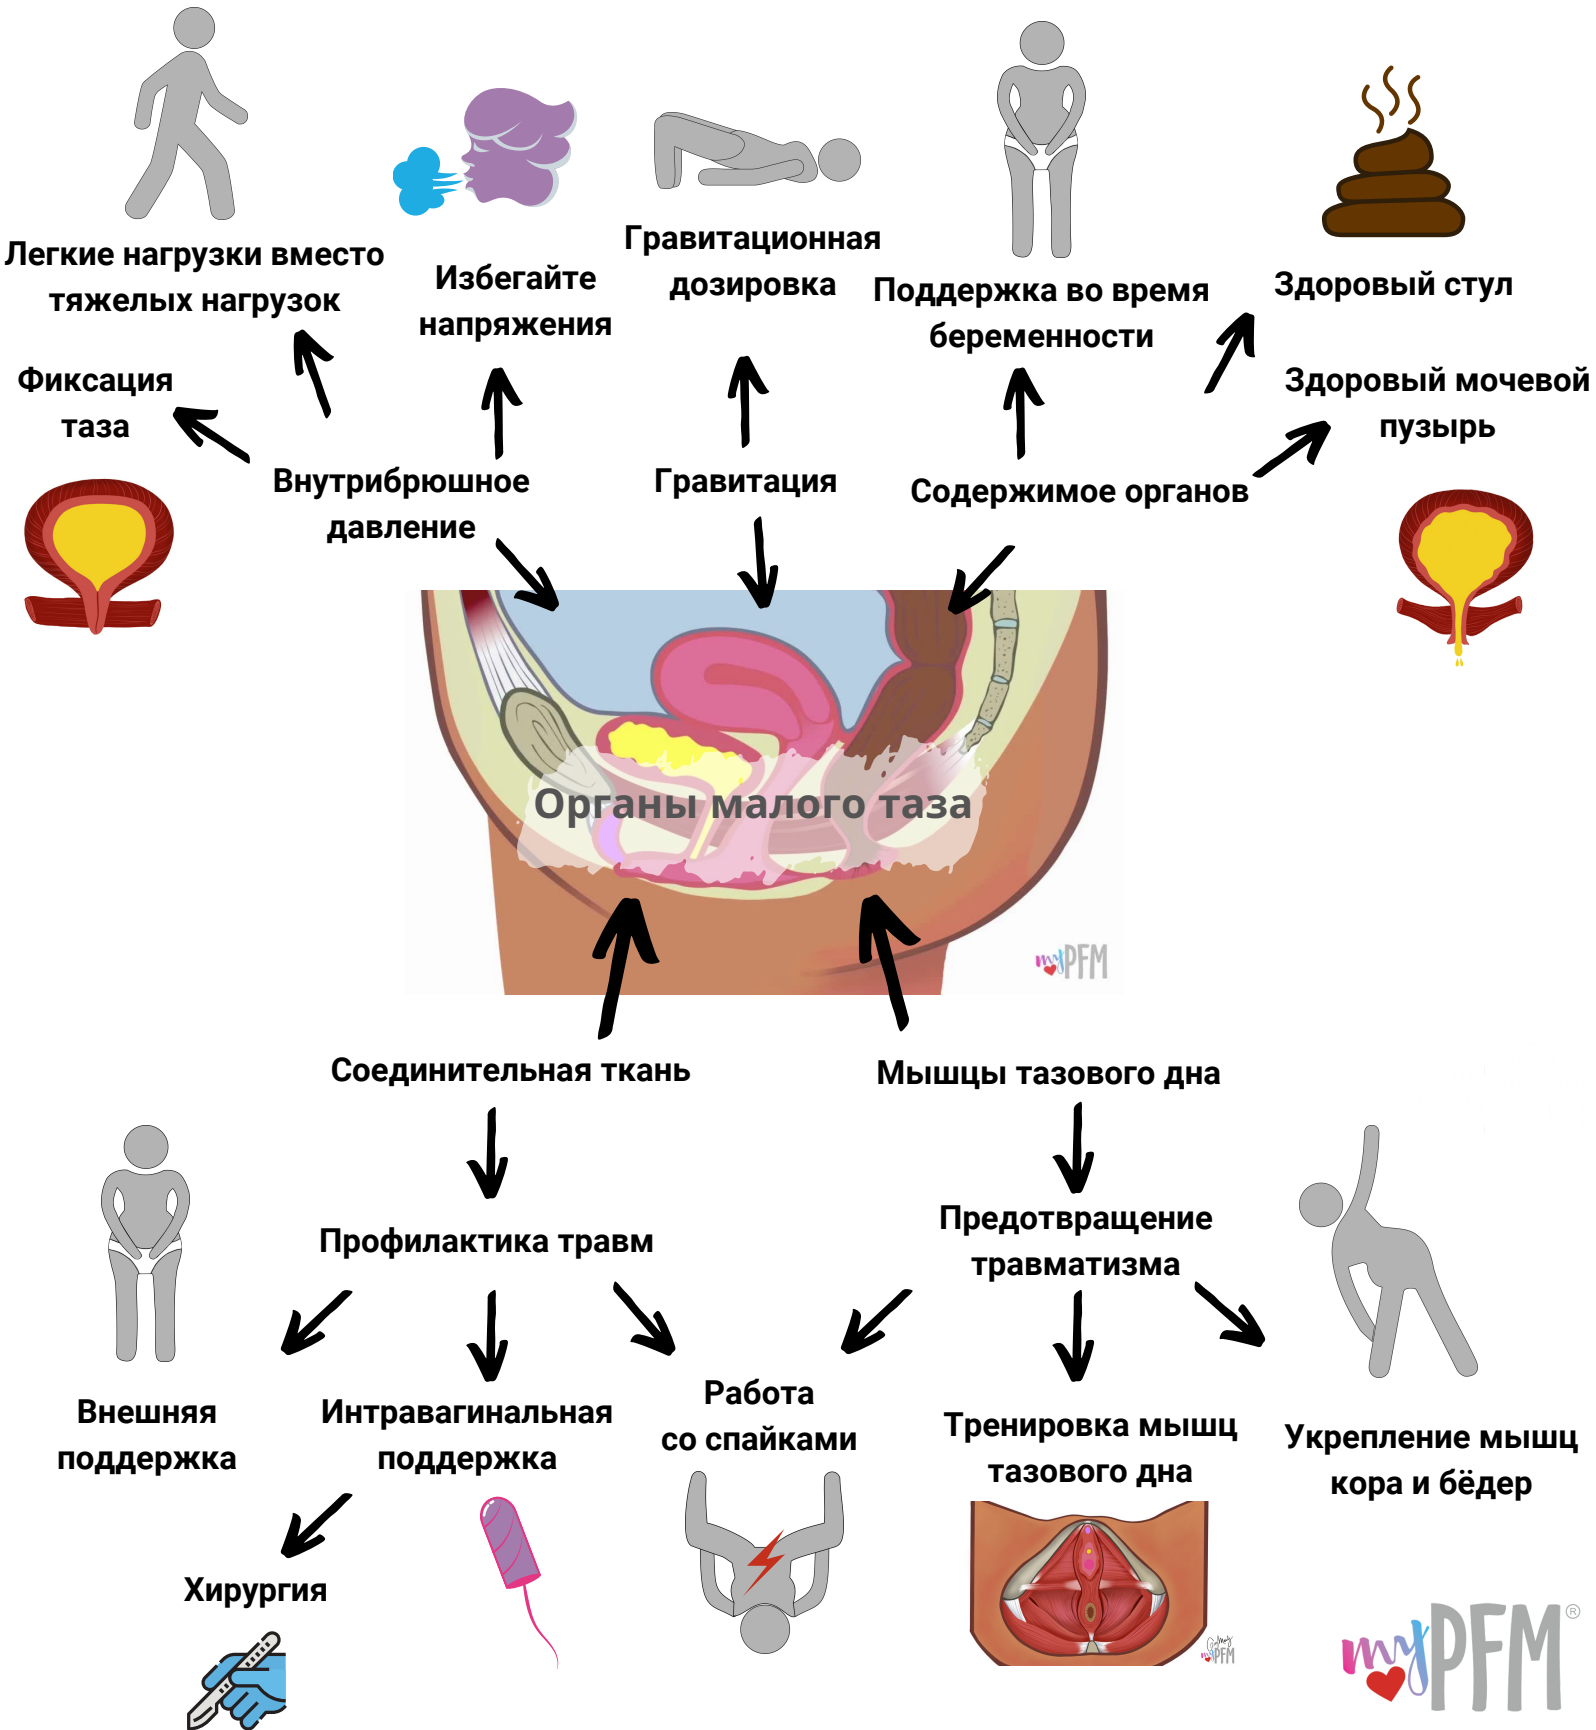 Легкие нагрузки вместо
тяжелых нагрузок
Избегайте
напряжения
Гравитационная
дозировка
Поддержка во время
беременности
Здоровый стул
Фиксация
таза
Здоровый мочевой
пузырь
Внутрибрюшное
давление
Гравитация
Содержимое органов
Органы малого таза
myPFM
Соединительная ткань
Мышцы тазового дна
Профилактика травм
Предотвращение
травматизма
Внешняя
поддержка
Интравагинальная
поддержка
Работа
со спайками
Тренировка мышц
тазового дна
Укрепление мышц
кора и бёдер
Хирургия
myPFM
myPFM®